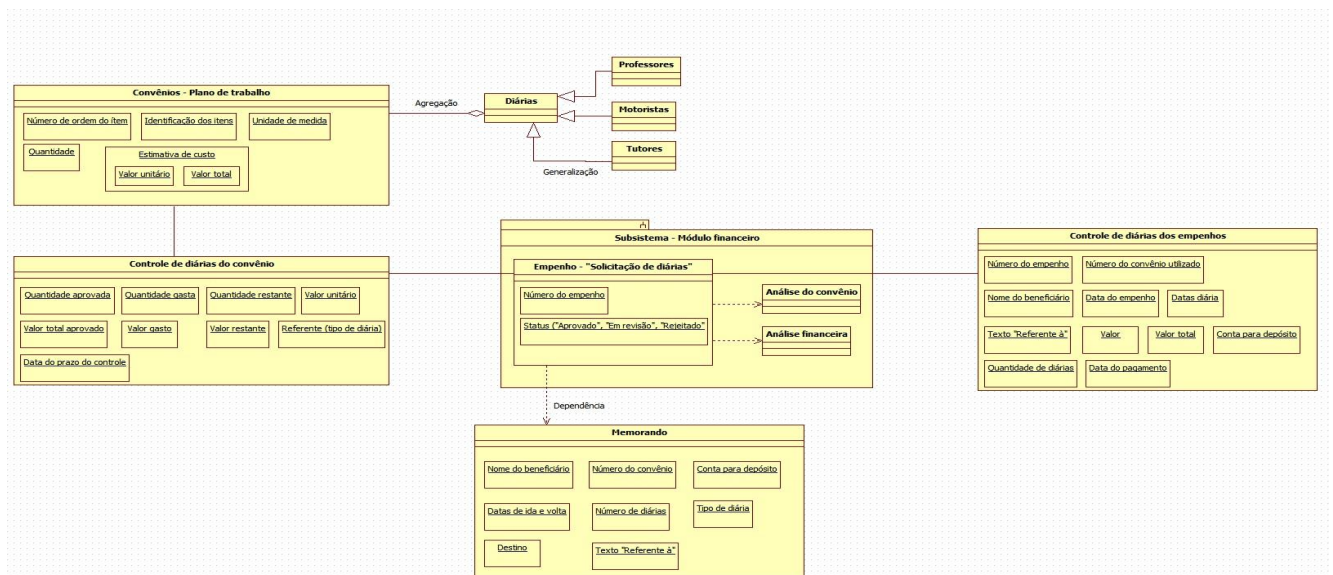 Convênios - Plano de trabalho
Número de ordem do ítem
Identificação dos itens
Unidade de medida
Quantidade
Estimativa de custo
Valor unitário
Valor total
Agregação
Diárias
Professores
Motoristas
Tutores
Generalização
Controle de diárias do convênio
Quantidade aprovada
Quantidade gasta
Quantidade restante
Valor unitário
Valor total aprovado
Valor gasto
Valor restante
Referente (tipo de diária)
Data do prazo do controle
Subsistema - Módulo financeiro
Empenho - "Solicitação de diárias"
Número do empenho
Status ("Aprovado", "Em revisão", "Rejeitado"
Análise do convênio
Análise financeira
Controle de diárias dos empenhos
Número do empenho
Número do convênio utilizado
Nome do beneficiário
Data do empenho
Datas diária
Texto "Referente à"
Valor
Valor total
Conta para depósito
Quantidade de diárias
Data do pagamento
Dependência
Memorando
Nome do beneficiário
Número do convênio
Conta para depósito
Datas de ida e volta
Número de diárias
Tipo de diária
Destino
Texto "Referente à"